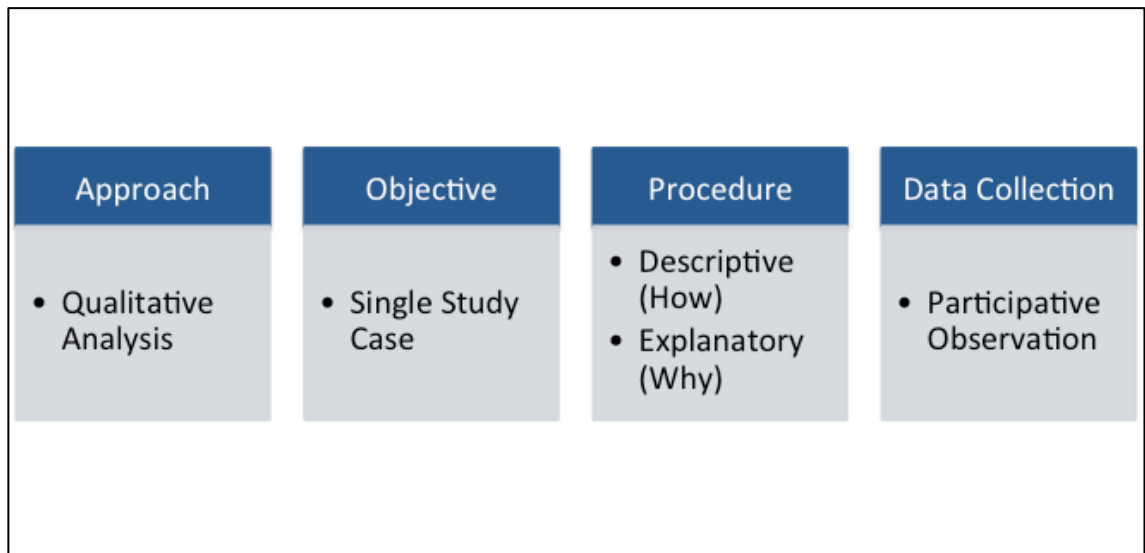 Approach
• Qualitative
Analysis
Objective
• Single Study
Case
Procedure
• Descriptive
(How)
• Explanatory
(Why)
Data Collection
• Participative
Observation